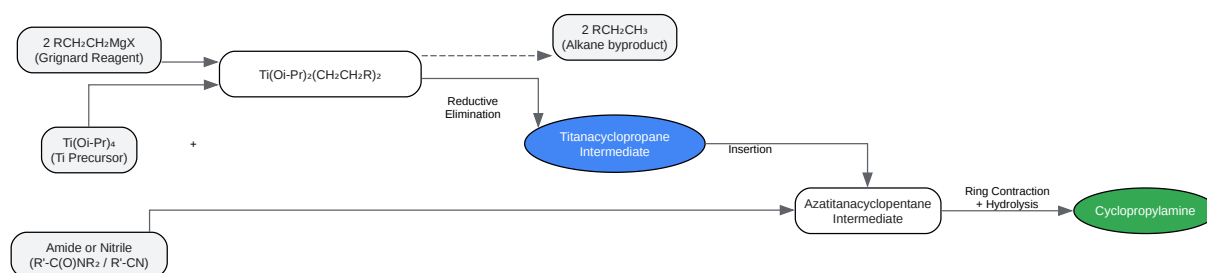 2 RCH₂CH₂MgX
(Grignard Reagent)
2 RCH₂CH₃
(Alkane byproduct)
Ti(Oi-Pr)₂(CH₂CH₂R)₂
Reductive
Elimination
Ti(Oi-Pr)₄
(Ti Precursor)
+
Titanacyclopropane
Intermediate
Insertion
Azatitanacyclopentane
Intermediate
Ring Contraction
+ Hydrolysis
Cyclopropylamine
Amide or Nitrile
(R'-C(O)NR₂ / R'-CN)